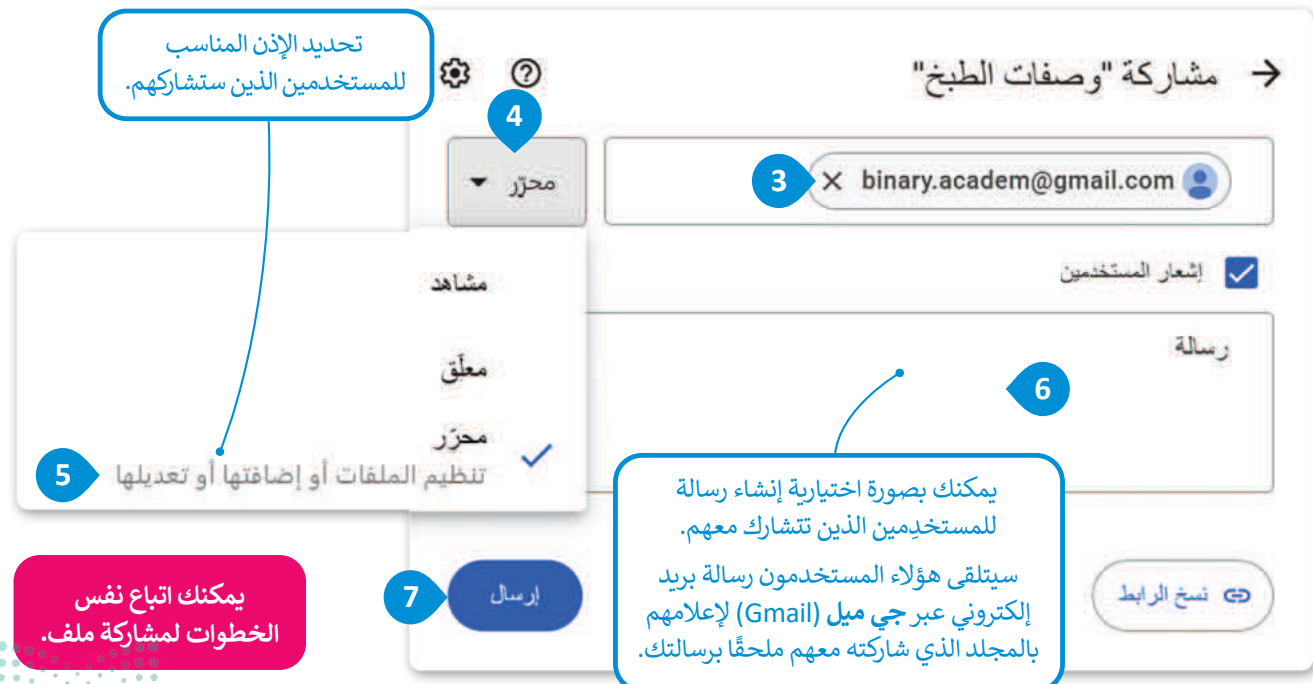 تحديد الإذن المناسب
للمستخدمين الذين ستشاركهم.
مشاركة "وصفات الطبخ"
4
3
binary.academ@gmail.com
محرّر
إشعار المستخدمين
مشاهد
معلّق
محرّر
تنظيم الملفات أو إضافتها أو تعديلها
5
رسالة
6
يمكنك بصورة اختيارية إنشاء رسالة
للمستخدِمين الذين تتشارك معهم.
سيتلقى هؤلاء المستخدمون رسالة بريد
إلكتروني عبر جي ميل (Gmail) لإعلامهم
بالمجلد الذي شاركته معهم ملحقًا برسالتك.
نسخ الرابط
إرسال
7
يمكنك اتباع نفس
الخطوات لمشاركة ملف.